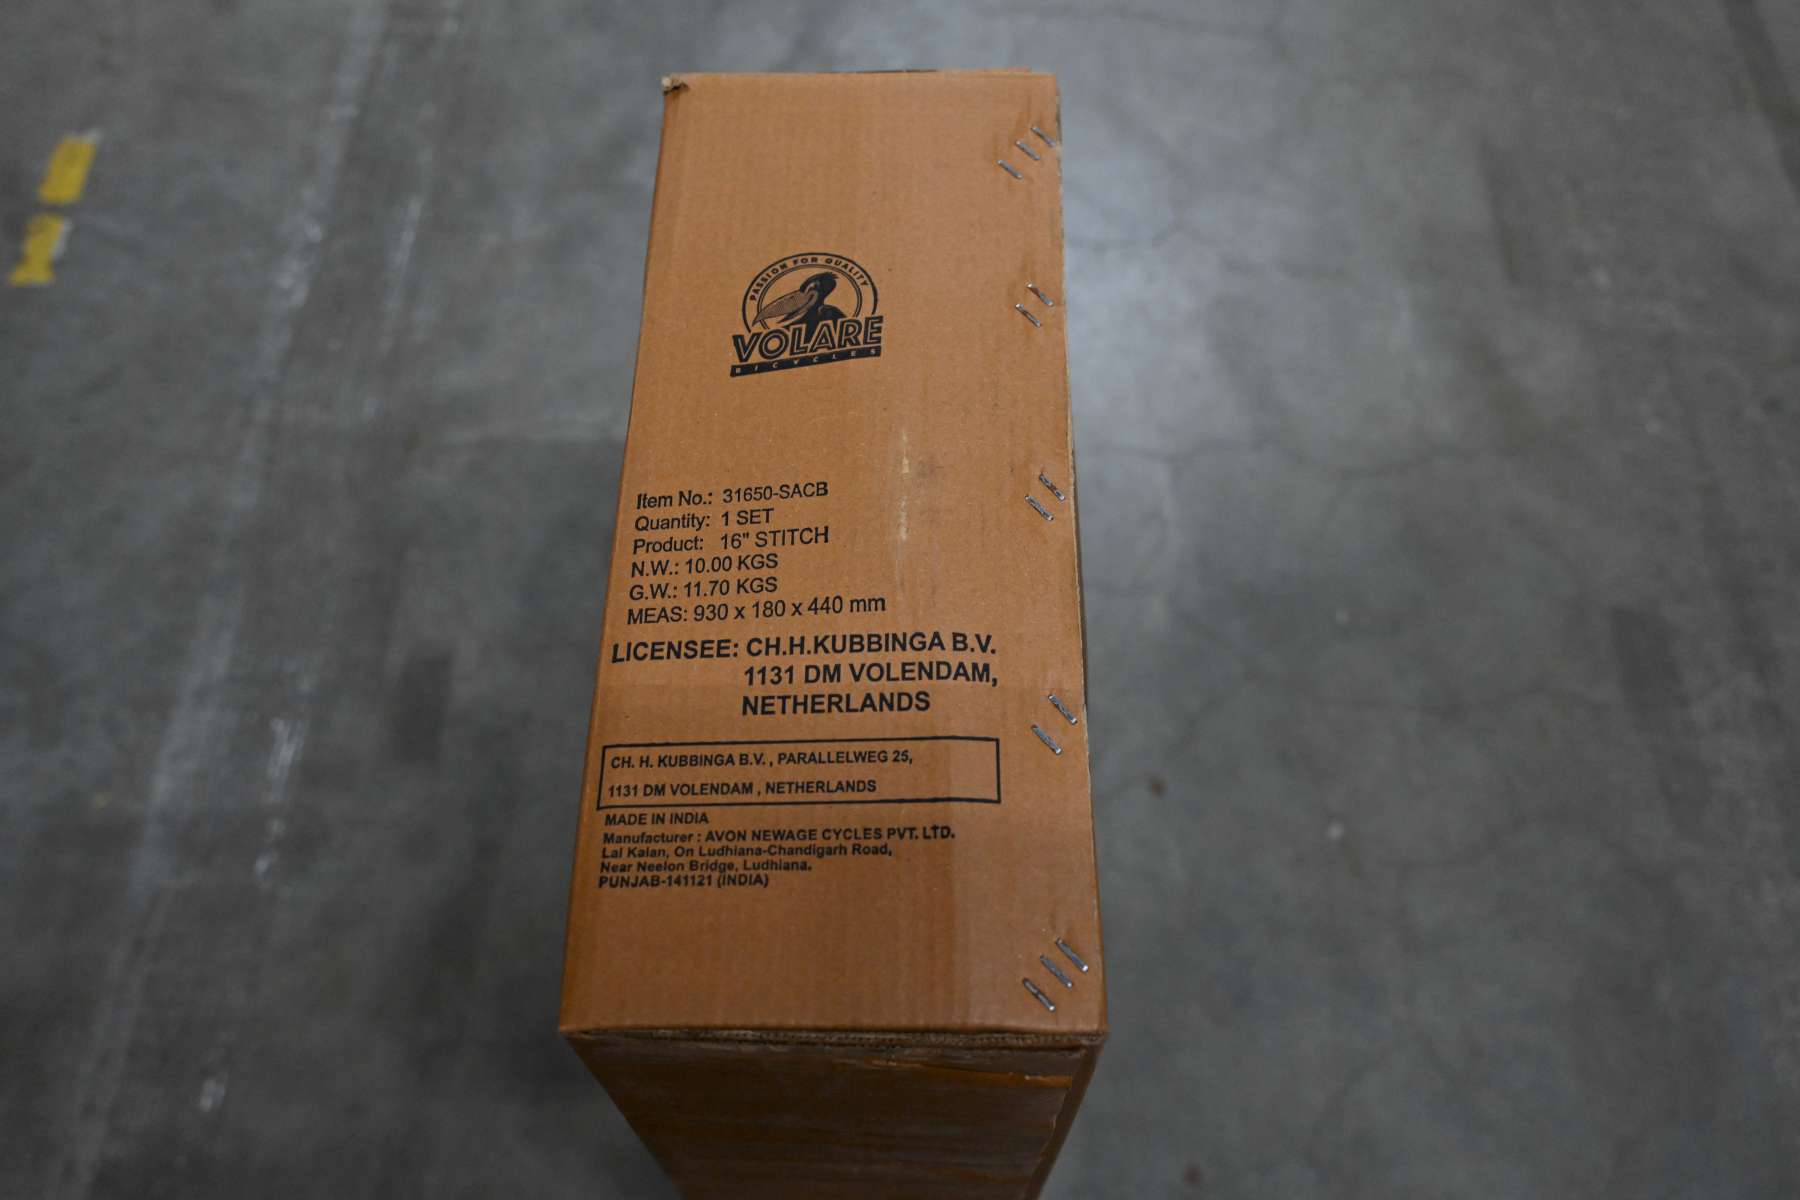 PASSION FOR QUALITY
VOLARE
BICYCLES
Item No.: 31650-SACB
Quantity: 1 SET
Product: 16" STITCH
N.W.: 10.00 KGS
G.W.: 11.70 KGS
MEAS: 930 x 180 x 440 mm
LICENSEE: CH.H.KUBBINGA B.V.
1131 DM VOLENDAM,
NETHERLANDS
CH. H. KUBBINGA B.V. , PARALLELWEG 25,
1131 DM VOLENDAM , NETHERLANDS
MADE IN INDIA
Manufacturer : AVON NEWAGE CYCLES PVT. LTD.
Lal Kalan, On Ludhiana-Chandigarh Road,
Near Neelon Bridge, Ludhiana.
PUNJAB-141121 (INDIA)